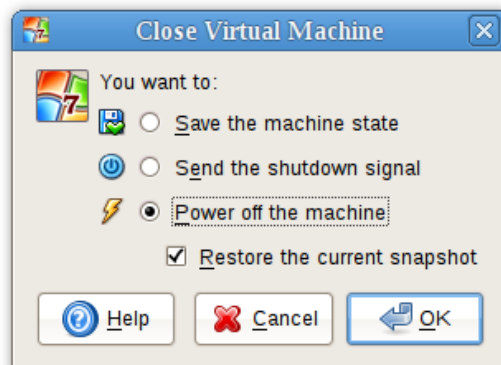 Close Virtual Machine
7
You want to:
Save the machine state
Send the shutdown signal
Power off the machine
Restore the current snapshot
Help
Cancel
OK